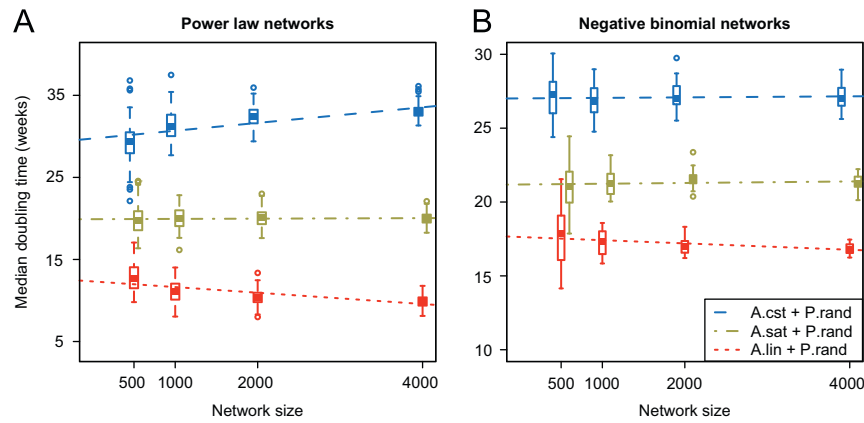 A
Power law networks
Median doubling time (weeks)
35
25
15
5
500 1000 2000 4000
Network size
B
Negative binomial networks
30
25
20
15
10
A.cst + P.rand
A.sat + P.rand
A.lin + P.rand
500 1000 2000 4000
Network size